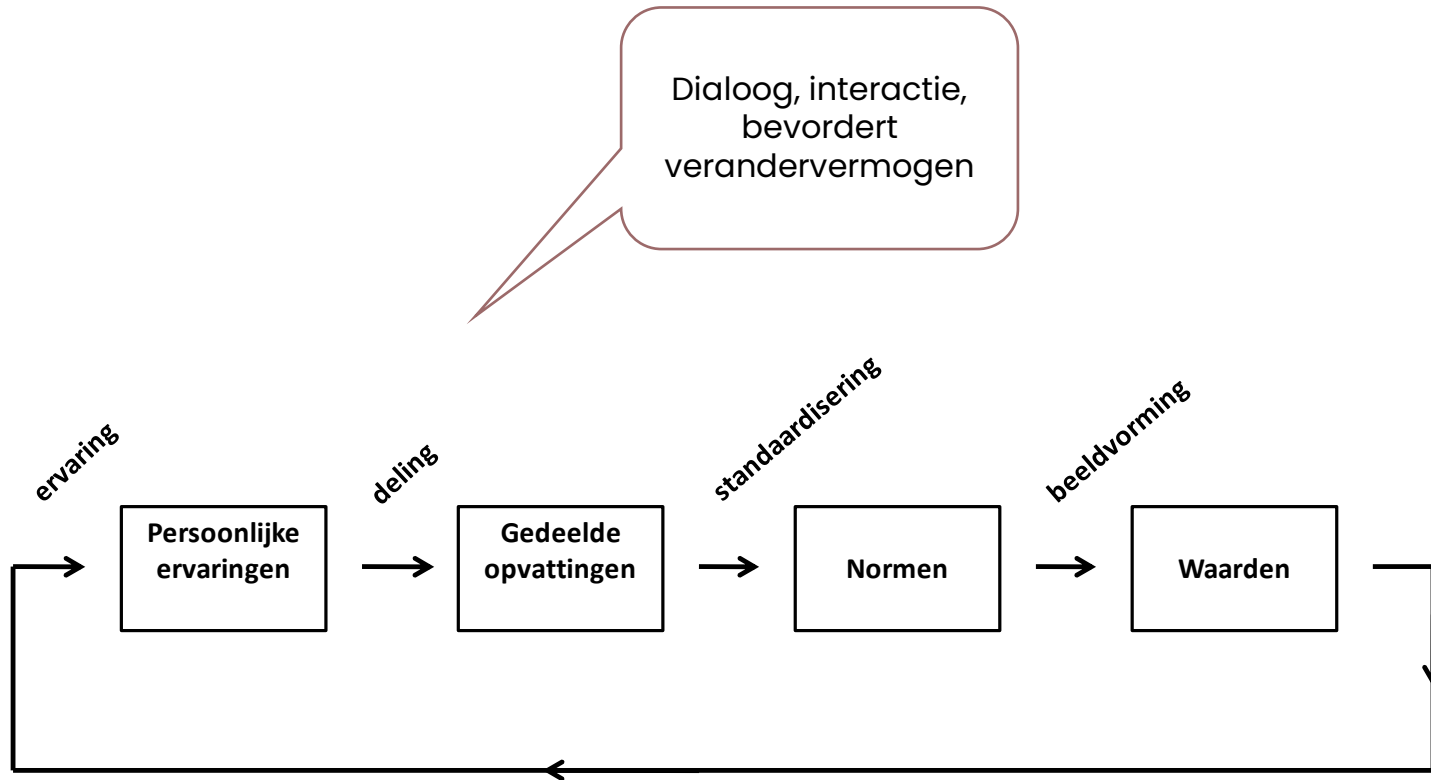 Dialoog, interactie,
bevordert
verandervermogen
ervaring
deling
standaardisering
beeldvorming
Persoonlijke
ervaringen
Gedeelde
opvattingen
Normen
Waarden